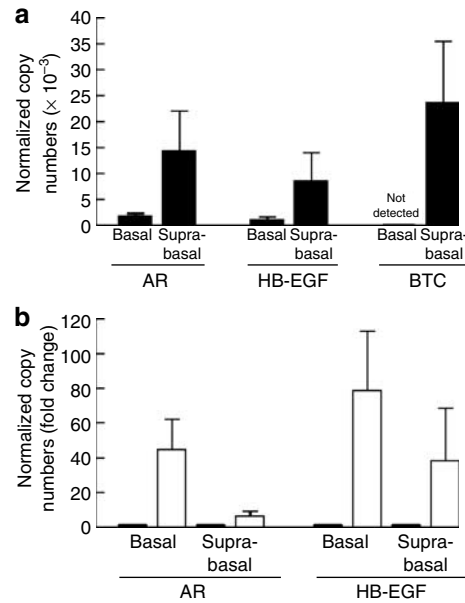 a
Normalized copy
numbers (× 10⁻³)
40
35
30
25
20
15
10
5
0
Not
detected
Basal Supra-
basal
Basal Supra-
basal
Basal Supra-
basal
AR HB-EGF BTC
b
Normalized copy
numbers (fold change)
120
100
80
60
40
20
0
Basal Supra-
basal
Basal Supra-
basal
AR HB-EGF